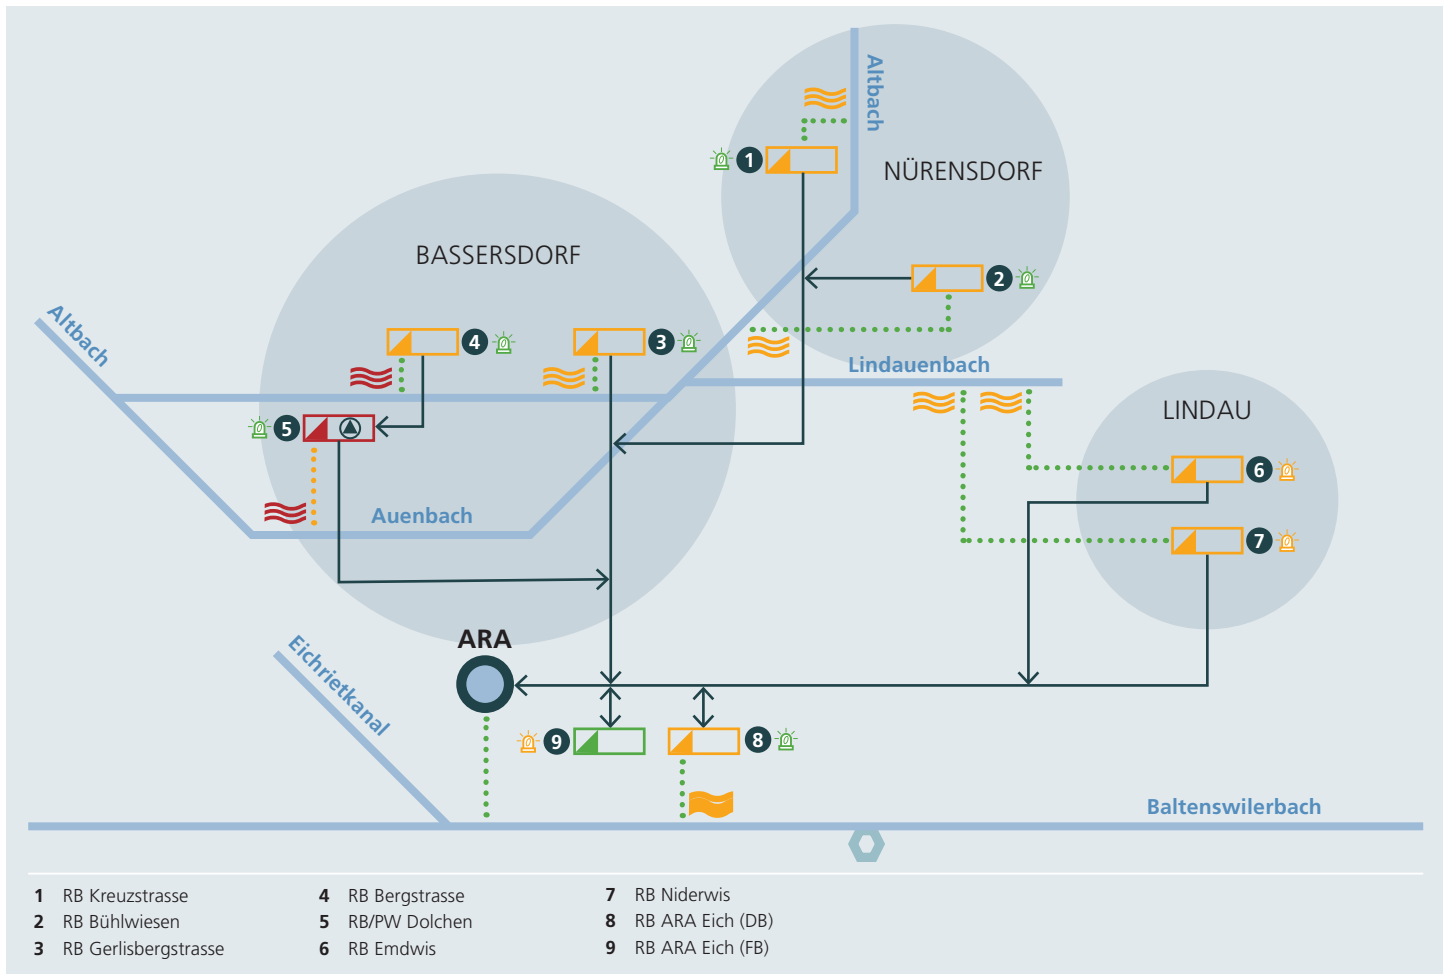 Altbach
1
NÜRENSDORF
BASSERSDORF
2
Altbach
4
3
Lindauenbach
LINDAU
5
6
Auenbach
7
ARA
Eichrietkanal
9
8
Baltenswilerbach
1 RB Kreuzstrasse
2 RB Bühlwiesen
3 RB Gerlisbergstrasse
4 RB Bergstrasse
5 RB/PW Dolchen
6 RB Emdwis
7 RB Niderwis
8 RB ARA Eich (DB)
9 RB ARA Eich (FB)